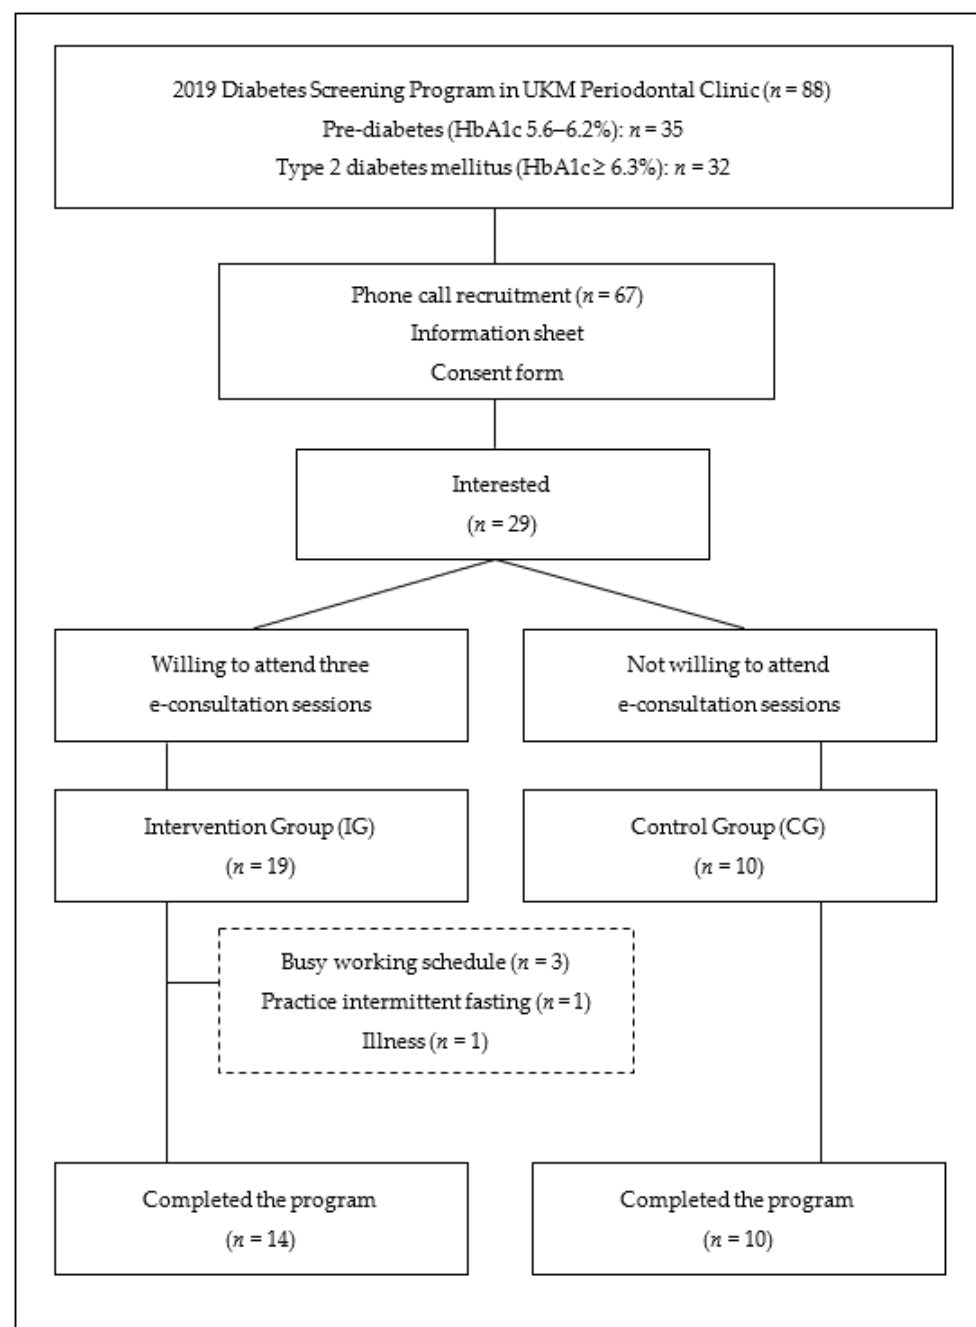 2019 Diabetes Screening Program in UKM Periodontal Clinic (n = 88)
Pre-diabetes (HbA1c 5.6–6.2%): n = 35
Type 2 diabetes mellitus (HbA1c ≥ 6.3%): n = 32
Phone call recruitment (n = 67)
Information sheet
Consent form
Interested
(n = 29)
Willing to attend three
e-consultation sessions
Not willing to attend
e-consultation sessions
Intervention Group (IG)
(n = 19)
Control Group (CG)
(n = 10)
Busy working schedule (n = 3)
Practice intermittent fasting (n = 1)
Illness (n = 1)
Completed the program
(n = 14)
Completed the program
(n = 10)